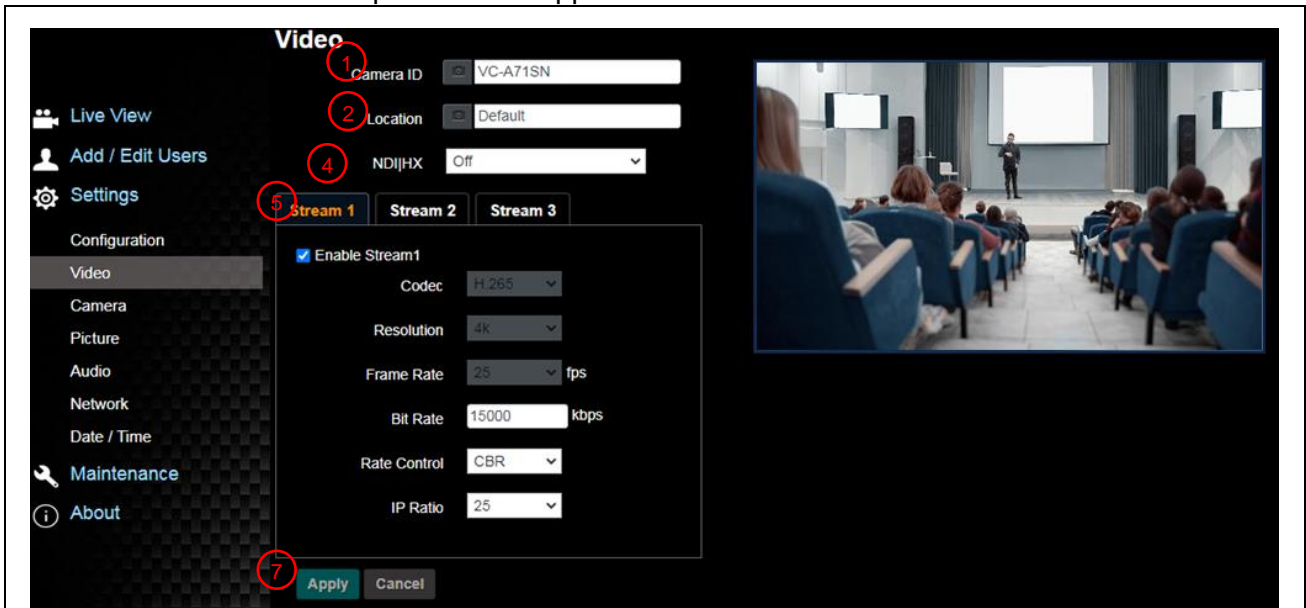 Video
1
Camera ID VC-A71SN
2
Location Default
4
NDI|HX Off
Live View
Add / Edit Users
Settings
Configuration
Video
Camera
Picture
Audio
Network
Date / Time
Maintenance
About
5
Stream 1 Stream 2 Stream 3
Enable Stream1
Codec H.265
Resolution 4k
Frame Rate 25 fps
Bit Rate 15000 kbps
Rate Control CBR
IP Ratio 25
7
Apply Cancel